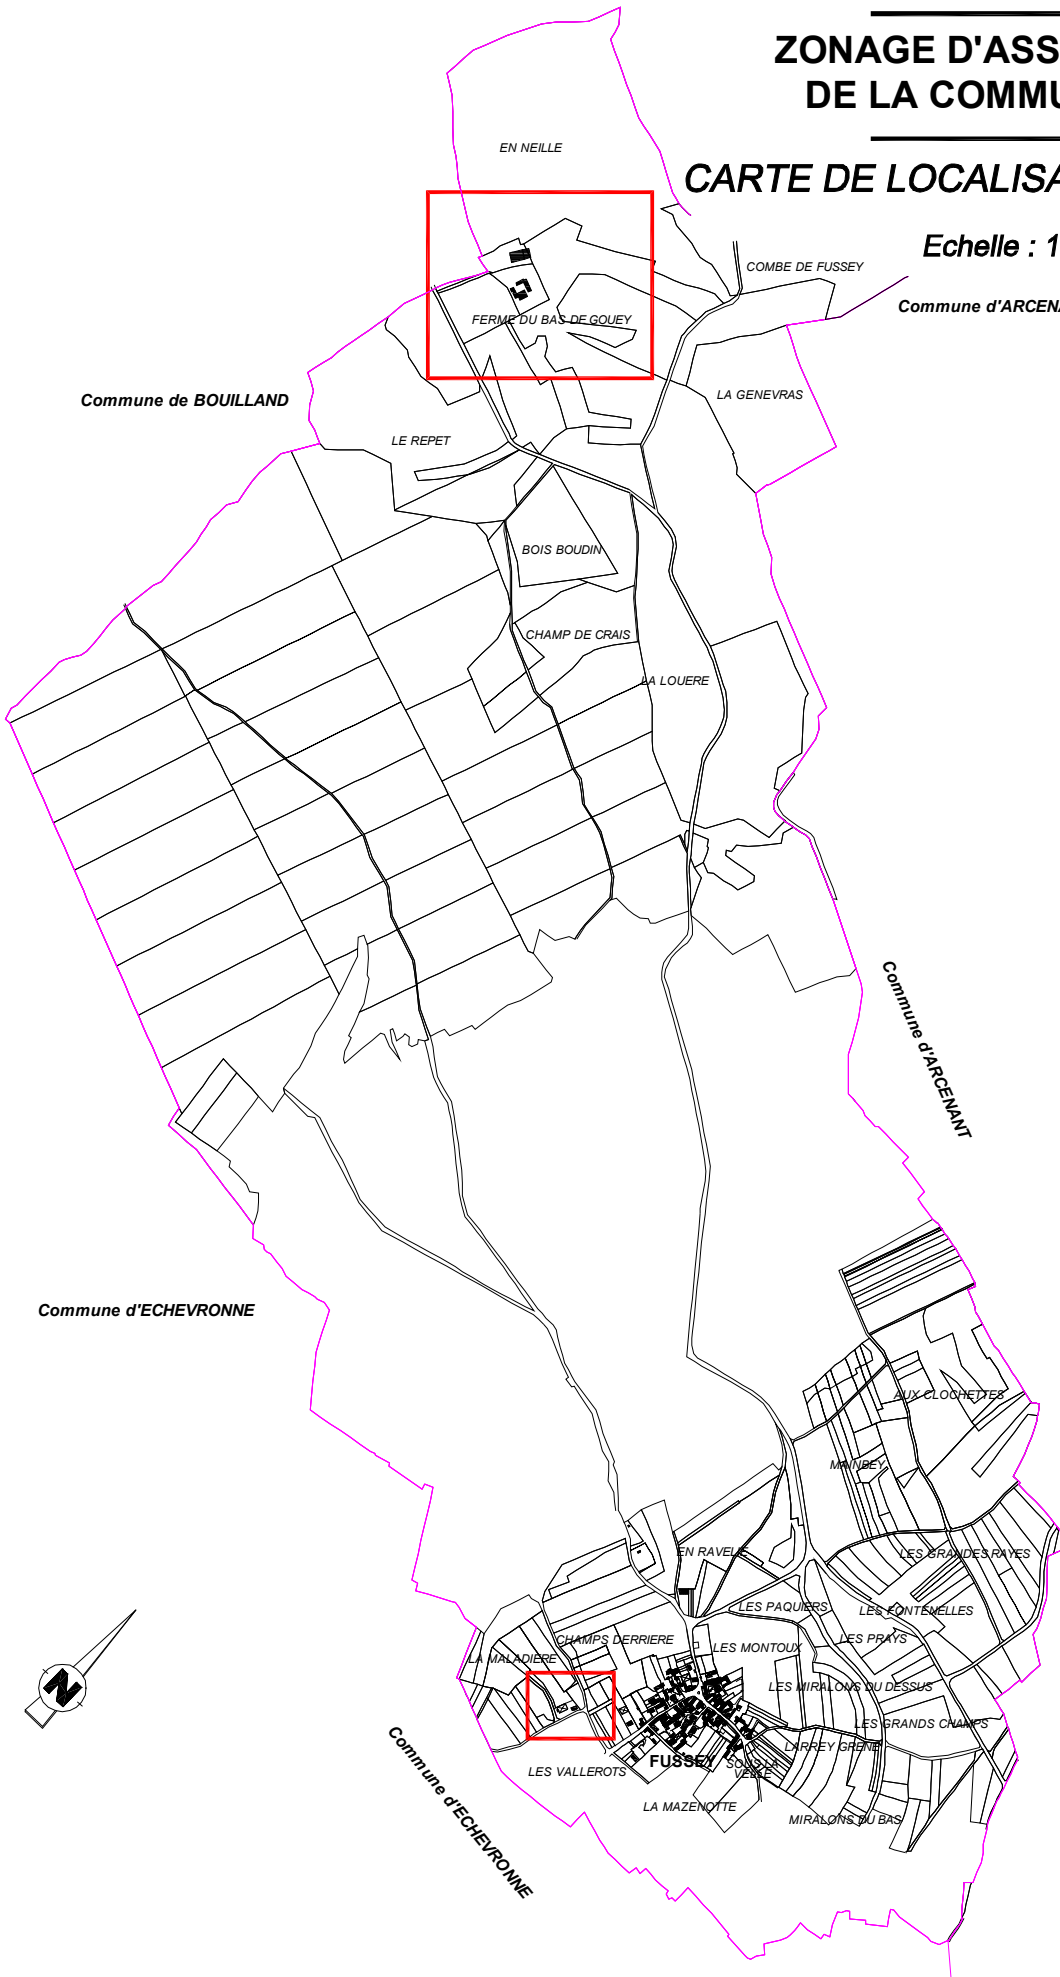 ZONAGE D'ASS
DE LA COMMU
CARTE DE LOCALISA
Echelle : 1
EN NEILLE
COMBE DE FUSSEY
Commune d'ARCENA
FERME DU BAS DE GOUEY
Commune de BOUILLAND
LA GENEVRAS
LE REPET
BOIS BOUDIN
CHAMP DE CRAIS
LA LOUERE
Commune d'ARCENANT
Commune d'ECHEVRONNE
AUX CLOCHETTES
MAINBEY
EN RAVELLE
LES GRANDES RAYES
LES PAQUIERS
LES FONTENELLES
CHAMPS DERRIERE
LES MONTOUX
LES PRAYS
LA MALADIERE
LES MIRALONS DU DESSUS
N
LES GRANDS CHAMPS
LARREY GRENE
FUSSEY
SOUS LA
VELLE
LES VALLEROTS
Commune d'ECHEVRONNE
LA MAZENOTTE
MIRALONS DU BAS